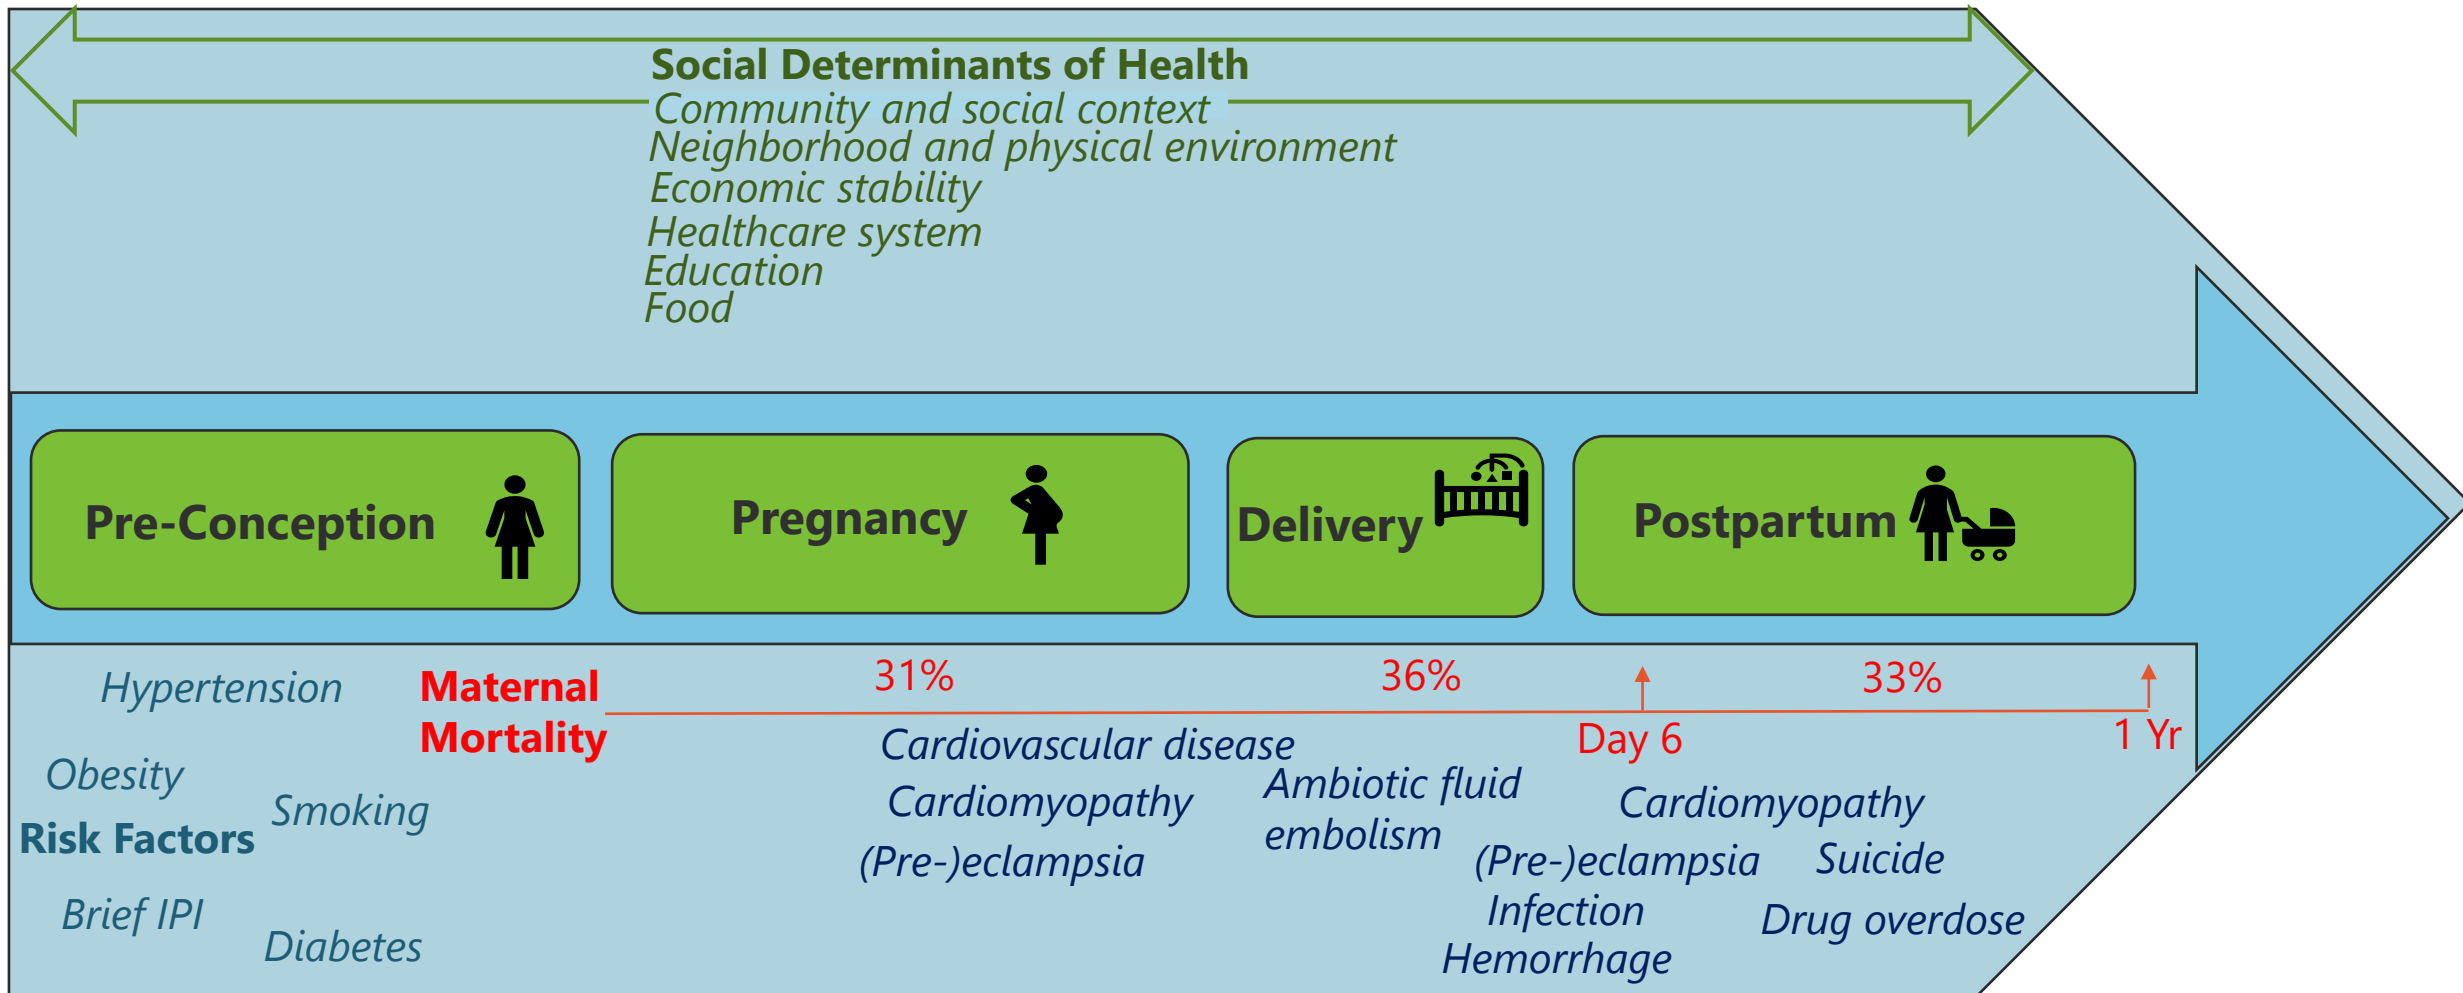 Social Determinants of Health
Community and social context
Neighborhood and physical environment
Economic stability
Healthcare system
Education
Food
Pre-Conception
Pregnancy
Delivery
Postpartum
Hypertension
Obesity
Smoking
Risk Factors
Brief IPI
Diabetes
Maternal
Mortality
31%
36%
33%
Day 6
1 Yr
Cardiovascular disease
Cardiomyopathy
(Pre-)eclampsia
Ambiotic fluid
embolism
(Pre-)eclampsia
Infection
Hemorrhage
Cardiomyopathy
Suicide
Drug overdose